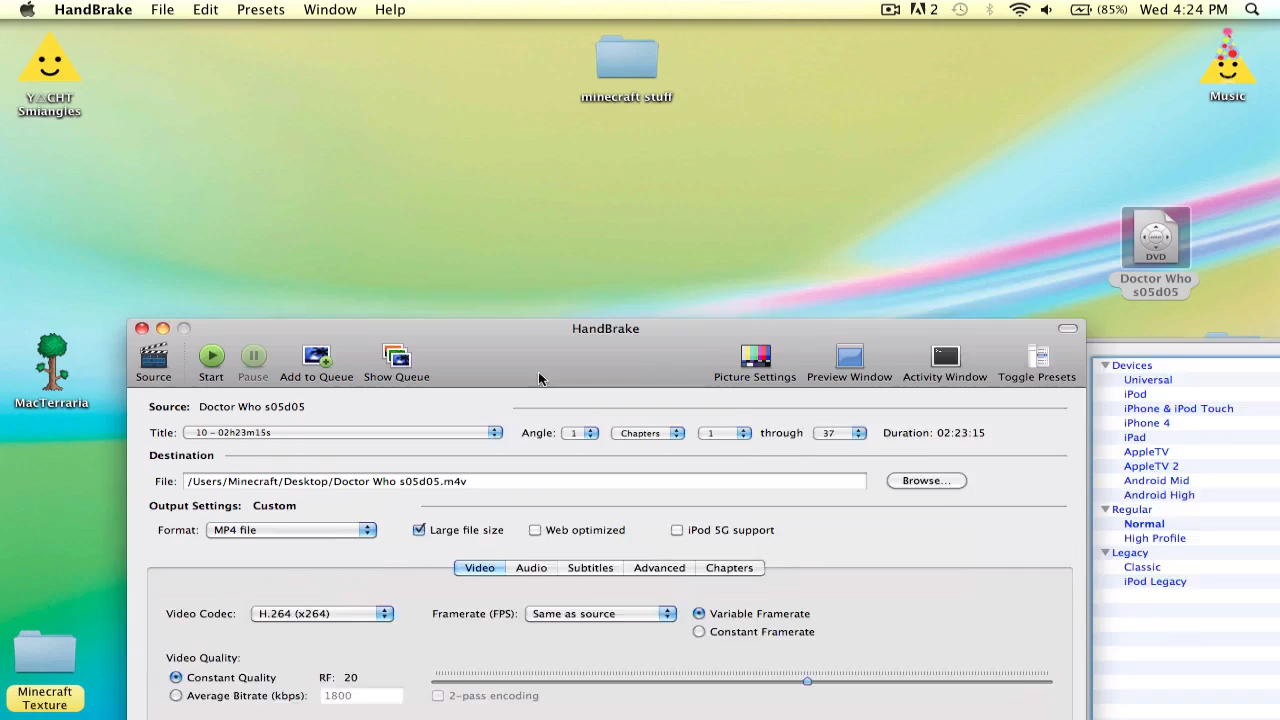 HandBrake File Edit Presets Window Help 2 (85%) Wed 4:24 PM
Y△CHT
Smiangles
minecraft stuff
Music
DVD
Doctor Who
s05d05
MacTerraria
Minecraft
Texture
HandBrake
Source Start Pause Add to Queue Show Queue Picture Settings Preview Window Activity Window Toggle Presets
Source: Doctor Who s05d05
Title: 10 - 02h23m15s Angle: 1 Chapters 1 through 37 Duration: 02:23:15
Destination
File: /Users/Minecraft/Desktop/Doctor Who s05d05.m4v Browse...
Output Settings: Custom
Format: MP4 file Large file size Web optimized iPod 5G support
Video Audio Subtitles Advanced Chapters
Video Codec: H.264 (x264) Framerate (FPS): Same as source Variable Framerate
Constant Framerate
Video Quality:
Constant Quality RF: 20
Average Bitrate (kbps): 1800 2-pass encoding
Devices
Universal
iPod
iPhone & iPod Touch
iPhone 4
iPad
AppleTV
AppleTV 2
Android Mid
Android High
Regular
Normal
High Profile
Legacy
Classic
iPod Legacy